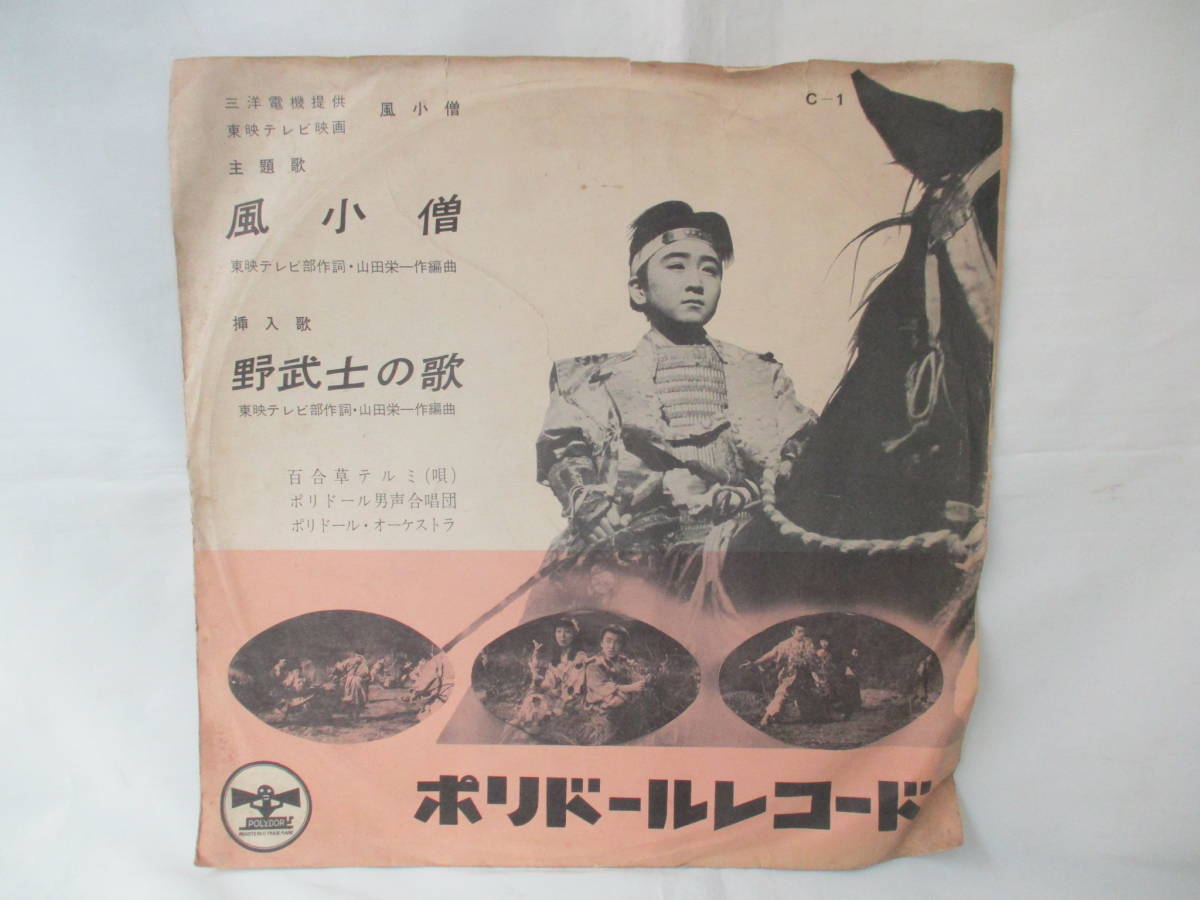 三洋電機提供
東映テレビ映画
風小僧
C-1
主題歌
風小僧
東映テレビ部作詞・山田栄一作編曲
挿入歌
野武士の歌
東映テレビ部作詞・山田栄一作編曲
百合草テルミ(唄)
ポリドール男声合唱団
ポリドール・オーケストラ
POLYDOR
REGISTERED TRADE MARK
ポリドールレコード